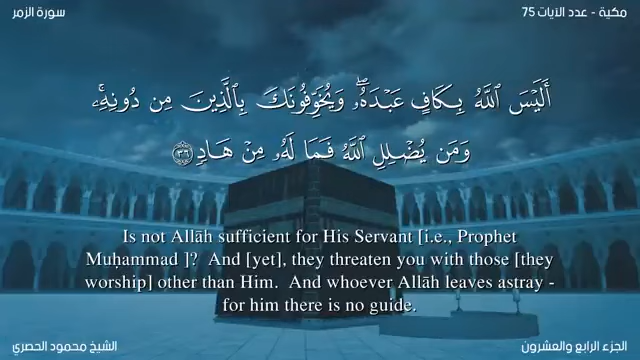 سورة الزمر
مكية - عدد الآيات 75
أَلَيْسَ ٱللَّهُ بِكَافٍ عَبْدَهُۥ ۖ وَيُخَوِّفُونَكَ بِٱلَّذِينَ مِن دُونِهِۦ ۚ
وَمَن يُضْلِلِ ٱللَّهُ فَمَا لَهُۥ مِنْ هَادٍ ٣٦
Is not Allāh sufficient for His Servant [i.e., Prophet
Muḥammad ]?  And [yet], they threaten you with those [they
worship] other than Him.  And whoever Allāh leaves astray -
for him there is no guide.
الشيخ محمود الحصري
الجزء الرابع والعشرون